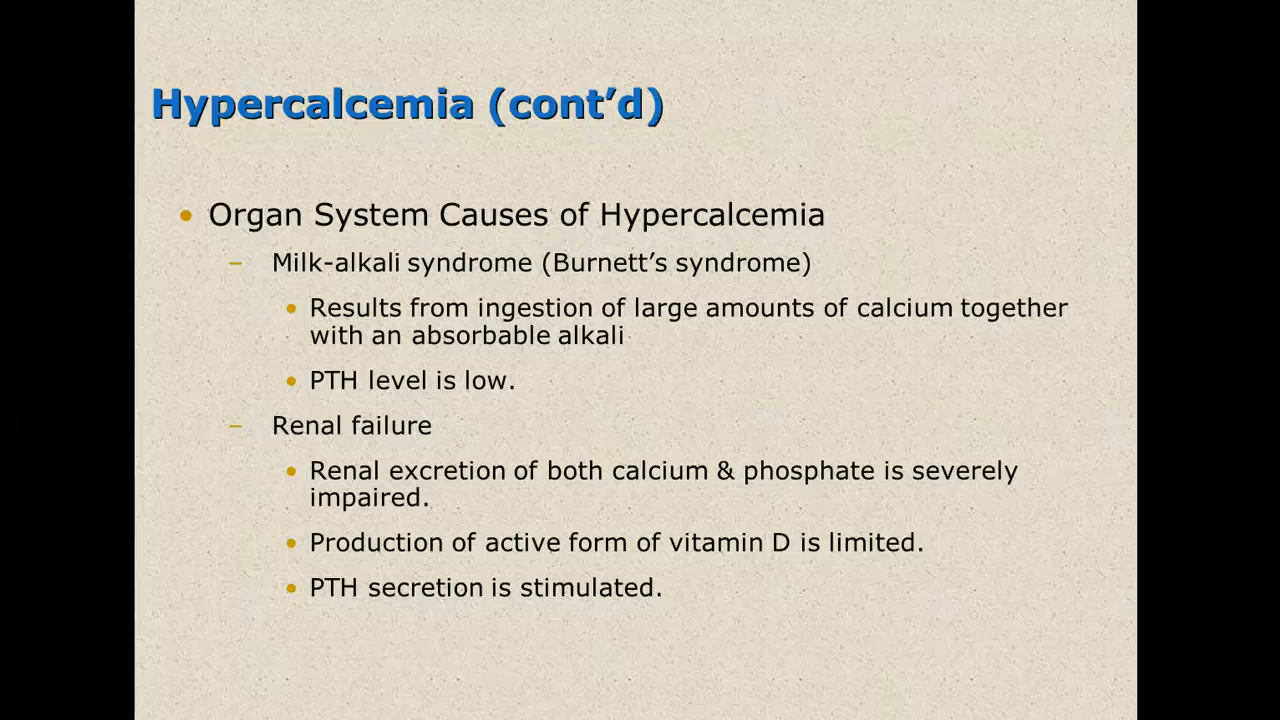 Hypercalcemia (cont’d)
• Organ System Causes of Hypercalcemia
– Milk-alkali syndrome (Burnett’s syndrome)
• Results from ingestion of large amounts of calcium together
with an absorbable alkali
• PTH level is low.
– Renal failure
• Renal excretion of both calcium & phosphate is severely
impaired.
• Production of active form of vitamin D is limited.
• PTH secretion is stimulated.